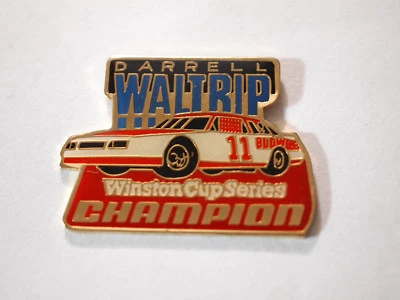 DARRELL
WALTRIP
11
Winston Cup Series
CHAMPION